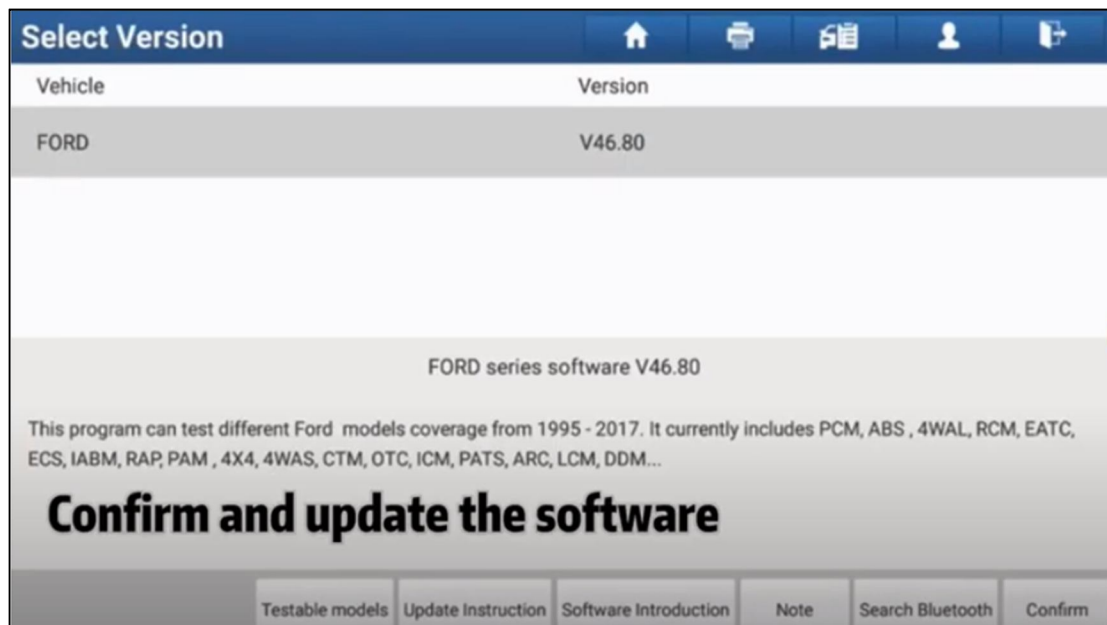 Select Version
Vehicle Version
FORD V46.80
FORD series software V46.80
This program can test different Ford models coverage from 1995 - 2017. It currently includes PCM, ABS , 4WAL, RCM, EATC,
ECS, IABM, RAP, PAM , 4X4, 4WAS, CTM, OTC, ICM, PATS, ARC, LCM, DDM...
Confirm and update the software
Testable models Update Instruction Software Introduction Note Search Bluetooth Confirm